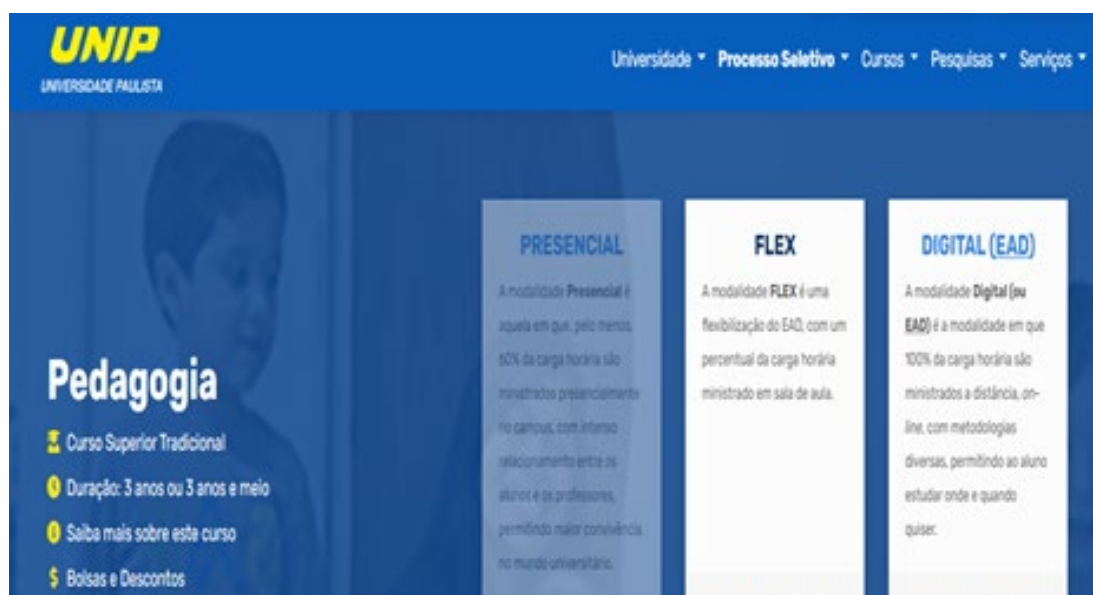 UNIP
UNIVERSIDADE PAULISTA
Universidade
Processo Seletivo
Cursos
Pesquisas
Serviços
Pedagogia
Curso Superior Tradicional
Duração: 3 anos ou 3 anos e meio
Saiba mais sobre este curso
Bolsas e Descontos
PRESENCIAL
A modalidade Presencial é
aquela em que, pelo menos,
60% da carga horária são
ministrados presencialmente
no campus, com intenso
relacionamento entre os
alunos e os professores,
permitindo maior convivência
no mundo universitário.
FLEX
A modalidade FLEX é uma
flexibilização do EAD, com um
percentual da carga horária
ministrado em sala de aula.
DIGITAL (EAD)
A modalidade Digital (ou
EAD) é a modalidade em que
100% da carga horária são
ministrados a distância, on-
line, com metodologias
diversas, permitindo ao aluno
estudar onde e quando
quiser.